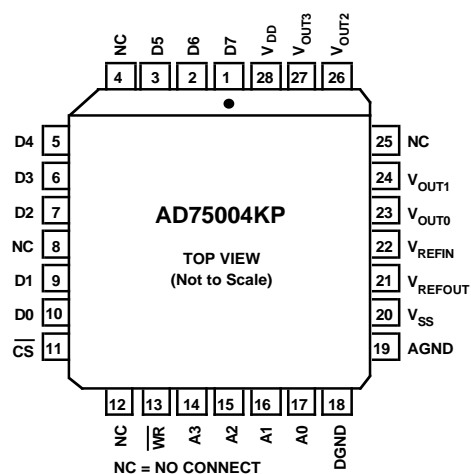 NC D5 D6 D7 VDD VOUT3 VOUT2
4 3 2 1 28 27 26
D4 5
D3 6
D2 7
NC 8
D1 9
D0 10
CS 11
AD75004KP
TOP VIEW
(Not to Scale)
25 NC
24 VOUT1
23 VOUT0
22 VREFIN
21 VREFOUT
20 VSS
19 AGND
12 13 14 15 16 17 18
NC WR A3 A2 A1 A0 DGND
NC = NO CONNECT